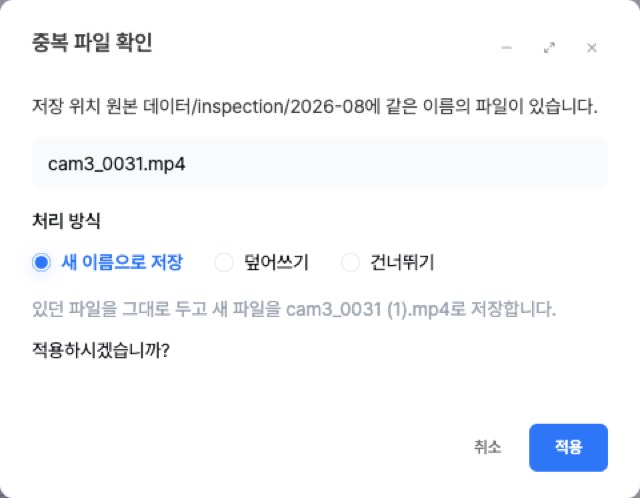 중복 파일 확인
저장 위치 원본 데이터/inspection/2026-08에 같은 이름의 파일이 있습니다.
cam3_0031.mp4
처리 방식
새 이름으로 저장 덮어쓰기 건너뛰기
있던 파일을 그대로 두고 새 파일을 cam3_0031 (1).mp4로 저장합니다.
적용하시겠습니까?
취소 적용